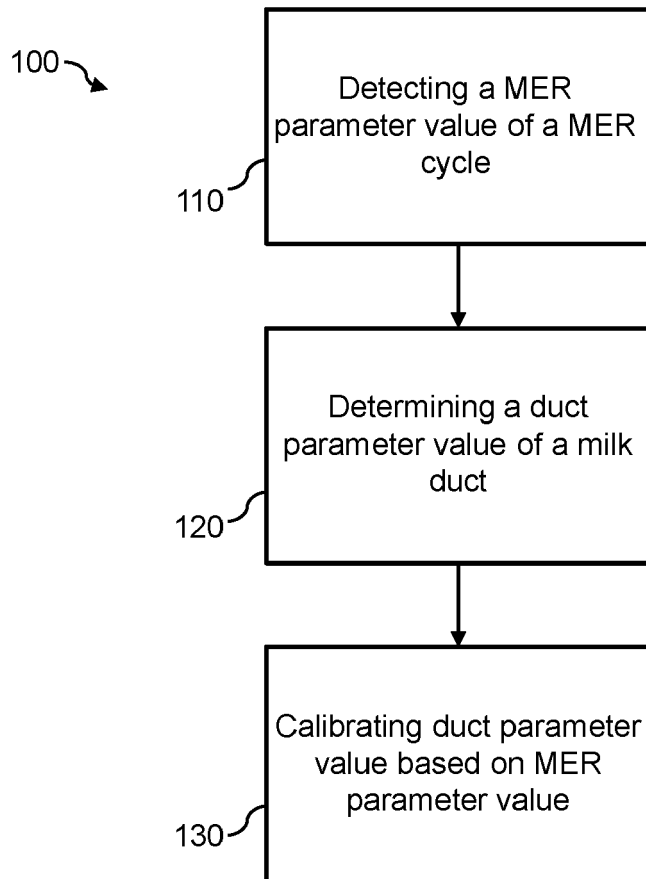 100
Detecting a MER
parameter value of a MER
cycle
110
Determining a duct
parameter value of a milk
duct
120
Calibrating duct parameter
value based on MER
parameter value
130